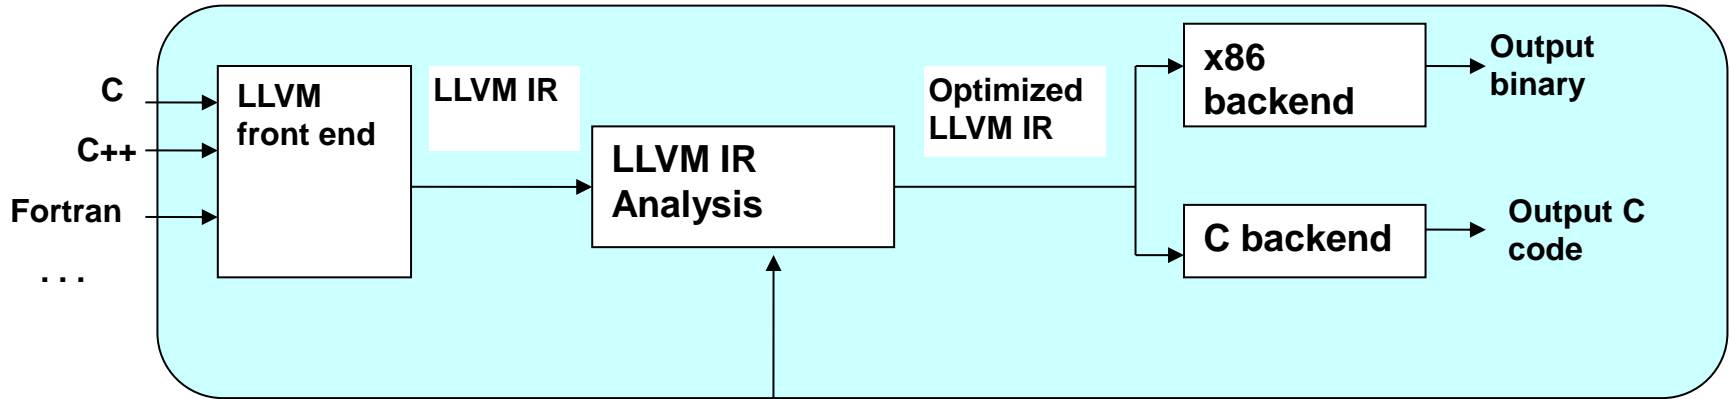 C
C++
Fortran
. . .
LLVM
front end
LLVM IR
LLVM IR
Analysis
Optimized
LLVM IR
x86
backend
C backend
Output
binary
Output C
code